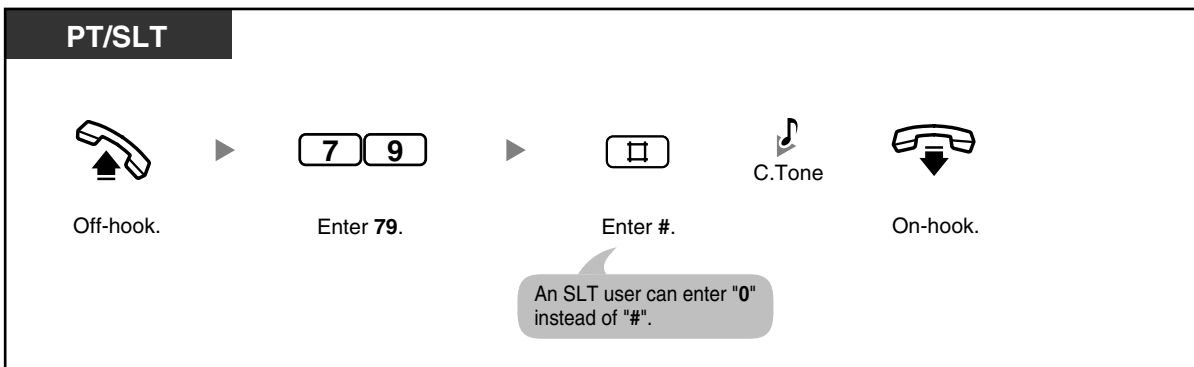 PT/SLT
7 9
#
C.Tone
Off-hook.
Enter 79.
Enter #.
On-hook.
An SLT user can enter "0"
instead of "#".